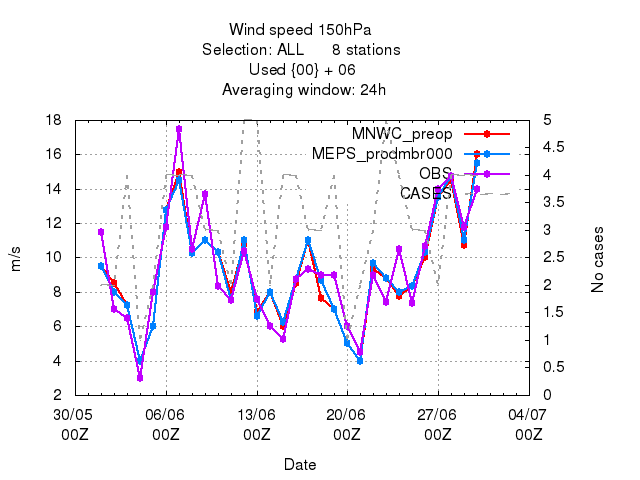 Wind speed 150hPa
Selection: ALL 8 stations
Used {00} + 06
Averaging window: 24h
MNWC_preop
MEPS_prodmbr000
OBS
CASES
18
16
14
12
10
8
6
4
2
m/s
5
4.5
4
3.5
3
2.5
2
1.5
1
0.5
0
No cases
30/05 06/06 13/06 20/06 27/06 04/07
00Z 00Z 00Z 00Z 00Z 00Z
Date